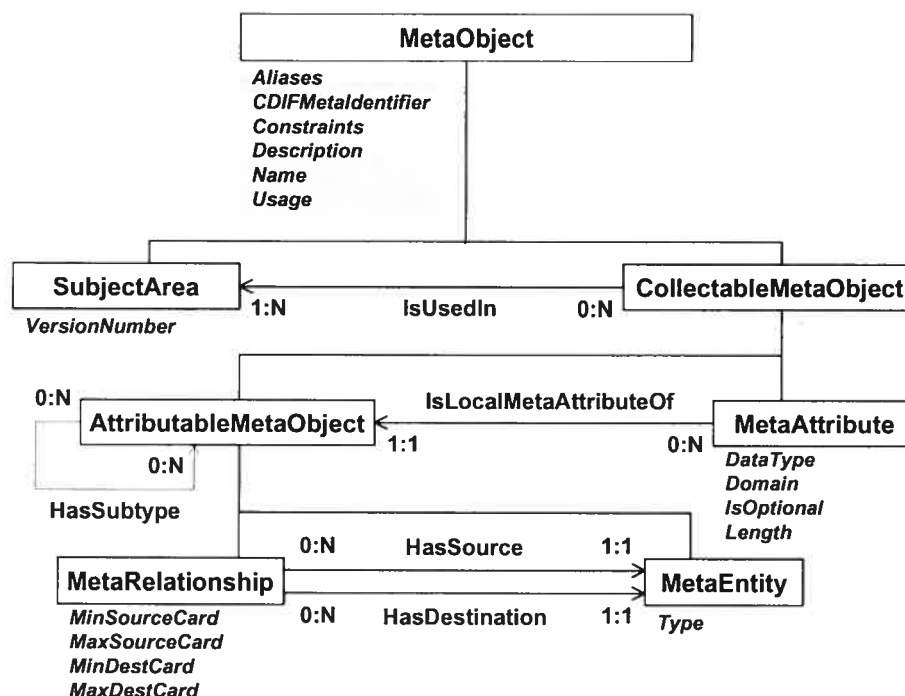 MetaObject
Aliases
CDIFMetaIdentifier
Constraints
Description
Name
Usage
SubjectArea
CollectableMetaObject
1:N
IsUsedIn
0:N
VersionNumber
0:N
AttributableMetaObject
IsLocalMetaAttributeOf
MetaAttribute
1:1
0:N
0:N
HasSubtype
DataType
Domain
IsOptional
Length
0:N
HasSource
1:1
MetaRelationship
MetaEntity
0:N
HasDestination
1:1
MinSourceCard
MaxSourceCard
MinDestCard
MaxDestCard
Type